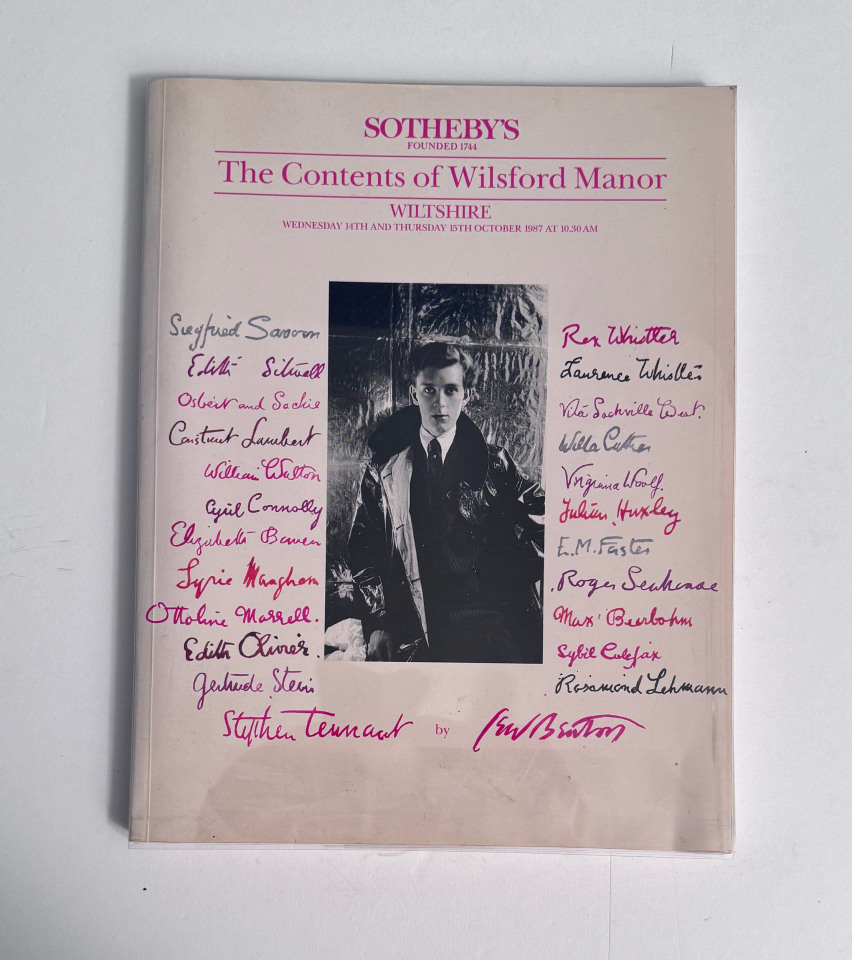 SOTHEBY'S
FOUNDED 1744
The Contents of Wilsford Manor
WILTSHIRE
WEDNESDAY 14TH AND THURSDAY 15TH OCTOBER 1987 AT 10.30 AM
Siegfried Sassoon
Edith Sitwell
Osbert and Sachie
Constant Lambert
William Walton
Cyril Connolly
Elizabeth Bowen
Syrie Maugham
Ottoline Morrell.
Edith Olivier.
Gertrude Stein
Rex Whistler
Laurence Whistler
Vita Sackville West.
Willa Cather
Virginia Woolf.
Julian Huxley
E.M. Forster
Roger Senhouse
Max Beerbohm
Sybil Colefax
Rosamond Lehmann
Stephen Tennant by Cecil Beaton